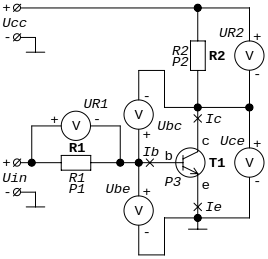 +
Ucc
-
UR2
+
V
-
R2
P2
R2
UR1
+ V -
R1
V
+
-
Ubc
Ic
+
Uin
-
R1
P1
Ib
b
c
e
T1
P3
Ube
+
V
-
Uce
+
V
-
Ie